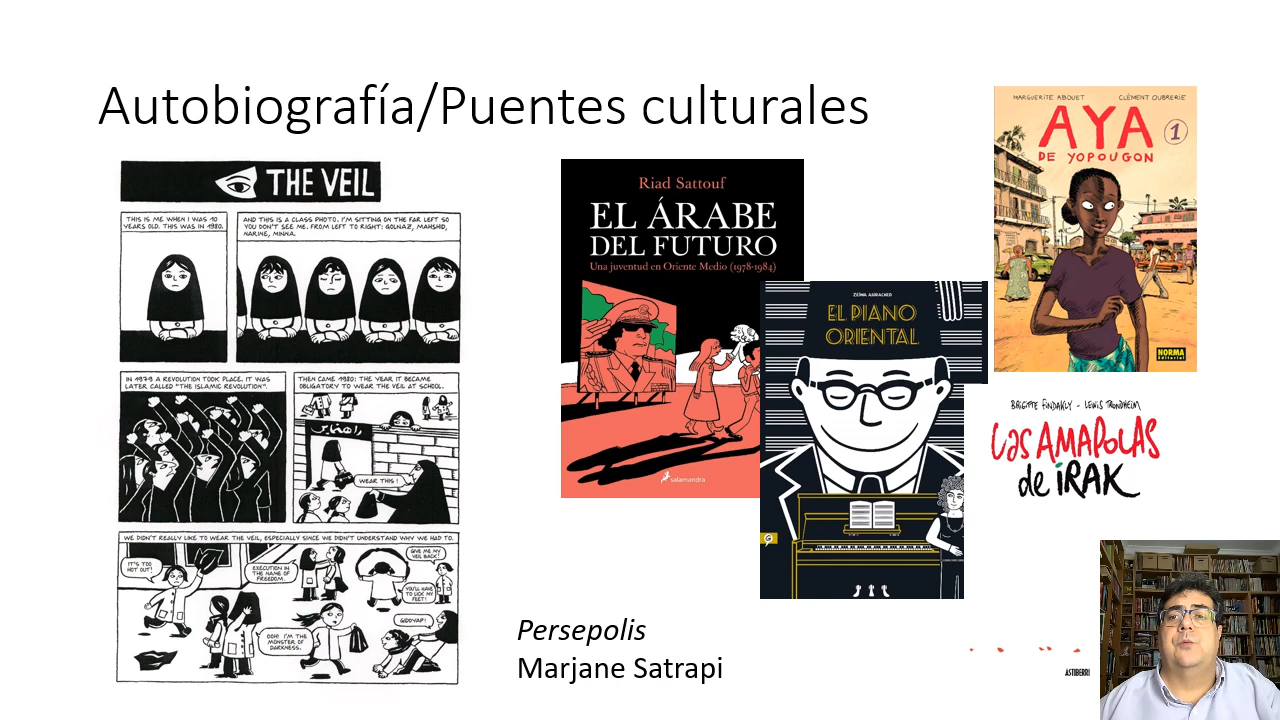 Autobiografía/Puentes culturales
THE VEIL
THIS IS ME WHEN I WAS 10
YEARS OLD. THIS WAS IN 1980.
AND THIS IS A CLASS PHOTO. I'M SITTING ON THE FAR LEFT SO
YOU DON'T SEE ME. FROM LEFT TO RIGHT: GOLNAZ, MAHSHID,
NARINE, MINNA.
IN 1979 A REVOLUTION TOOK PLACE. IT WAS
LATER CALLED "THE ISLAMIC REVOLUTION".
THEN CAME 1980: THE YEAR IT BECAME
OBLIGATORY TO WEAR THE VEIL AT SCHOOL.
WEAR THIS!
WE DIDN'T REALLY LIKE TO WEAR THE VEIL, ESPECIALLY SINCE WE DIDN'T UNDERSTAND WHY WE HAD TO.
IT'S TOO
HOT OUT!
EXECUTION IN
THE NAME OF
FREEDOM.
GIVE ME MY
VEIL BACK!
YOU'LL HAVE
TO LICK MY
FEET!
OOH! I'M THE
MONSTER OF
DARKNESS.
GIDDYAP!
Persepolis
Marjane Satrapi
Riad Sattouf
EL ÁRABE
DEL FUTURO
Una juventud en Oriente Medio (1978-1984)
salamandra
ZEINA ABIRACHED
EL PIANO
ORIENTAL
MARGUERITE ABOUET CLÉMENT OUBRERIE
AYA 1
DE YOPOUGON
NORMA
Editorial
BRIGITTE FINDAKLY - LEWIS TRONDHEIM
LAS AMAPOLAS
de iRAK
ASTIBERRI